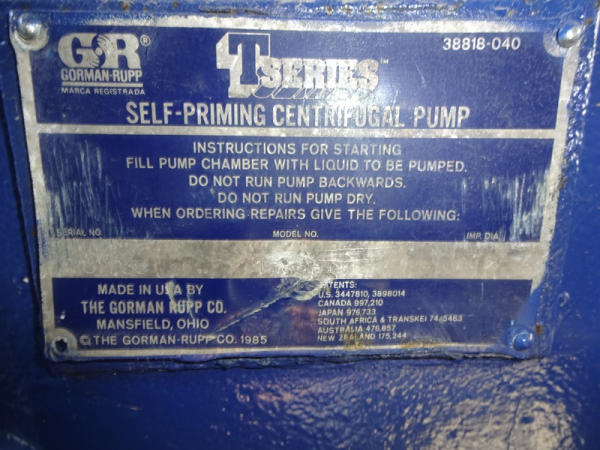 GR®
GORMAN-RUPP
MARCA REGISTRADA
T SERIES™
38818-040
SELF-PRIMING CENTRIFUGAL PUMP
INSTRUCTIONS FOR STARTING
FILL PUMP CHAMBER WITH LIQUID TO BE PUMPED.
DO NOT RUN PUMP BACKWARDS.
DO NOT RUN PUMP DRY.
WHEN ORDERING REPAIRS GIVE THE FOLLOWING:
SERIAL NO. MODEL NO. IMP. DIA.
MADE IN USA BY
THE GORMAN RUPP CO.
MANSFIELD, OHIO
© THE GORMAN-RUPP CO. 1985
PATENTS:
U.S. 3447810, 3898014
CANADA 997,210
JAPAN 976,733
SOUTH AFRICA & TRANSKEI
AUSTRALIA 476,857
NEW ZEALAND 175,244